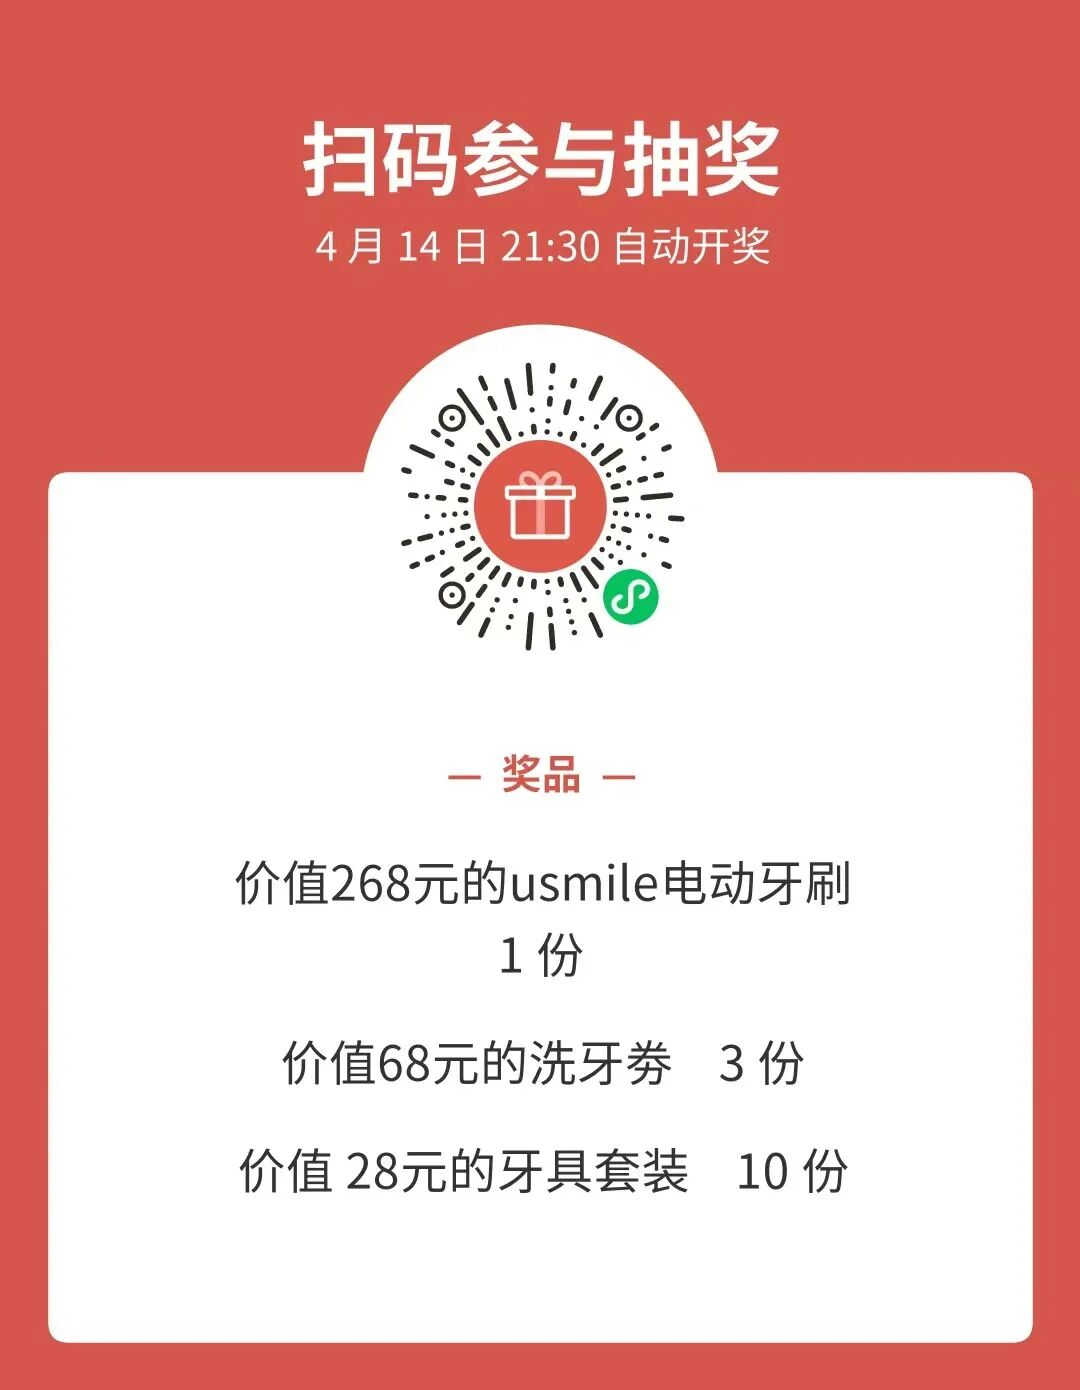 扫码参与抽奖
4 月 14 日 21:30 自动开奖
— 奖品 —
价值268元的usmile电动牙刷
1 份
价值68元的洗牙劵 3 份
价值 28元的牙具套装 10 份